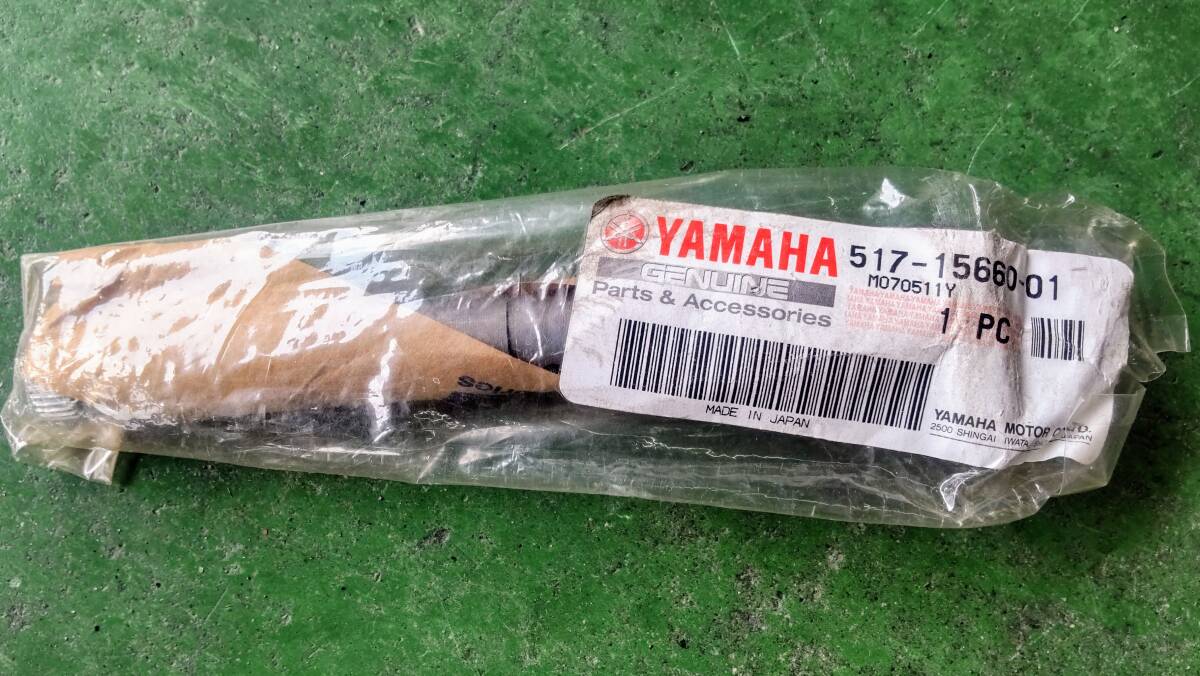 YAMAHA
GENUINE
Parts & Accessories
517-15660-01
M070511Y
1 PC
MADE IN JAPAN
YAMAHA MOTOR CO., LTD.
2500 SHINGAI IWATA JAPAN